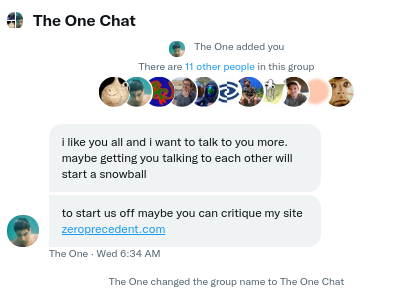 The One Chat
The One added you
There are 11 other people in this group
i like you all and i want to talk to you more.
maybe getting you talking to each other will
start a snowball
to start us off maybe you can critique my site
zeroprecedent.com
The One · Wed 6:34 AM
The One changed the group name to The One Chat